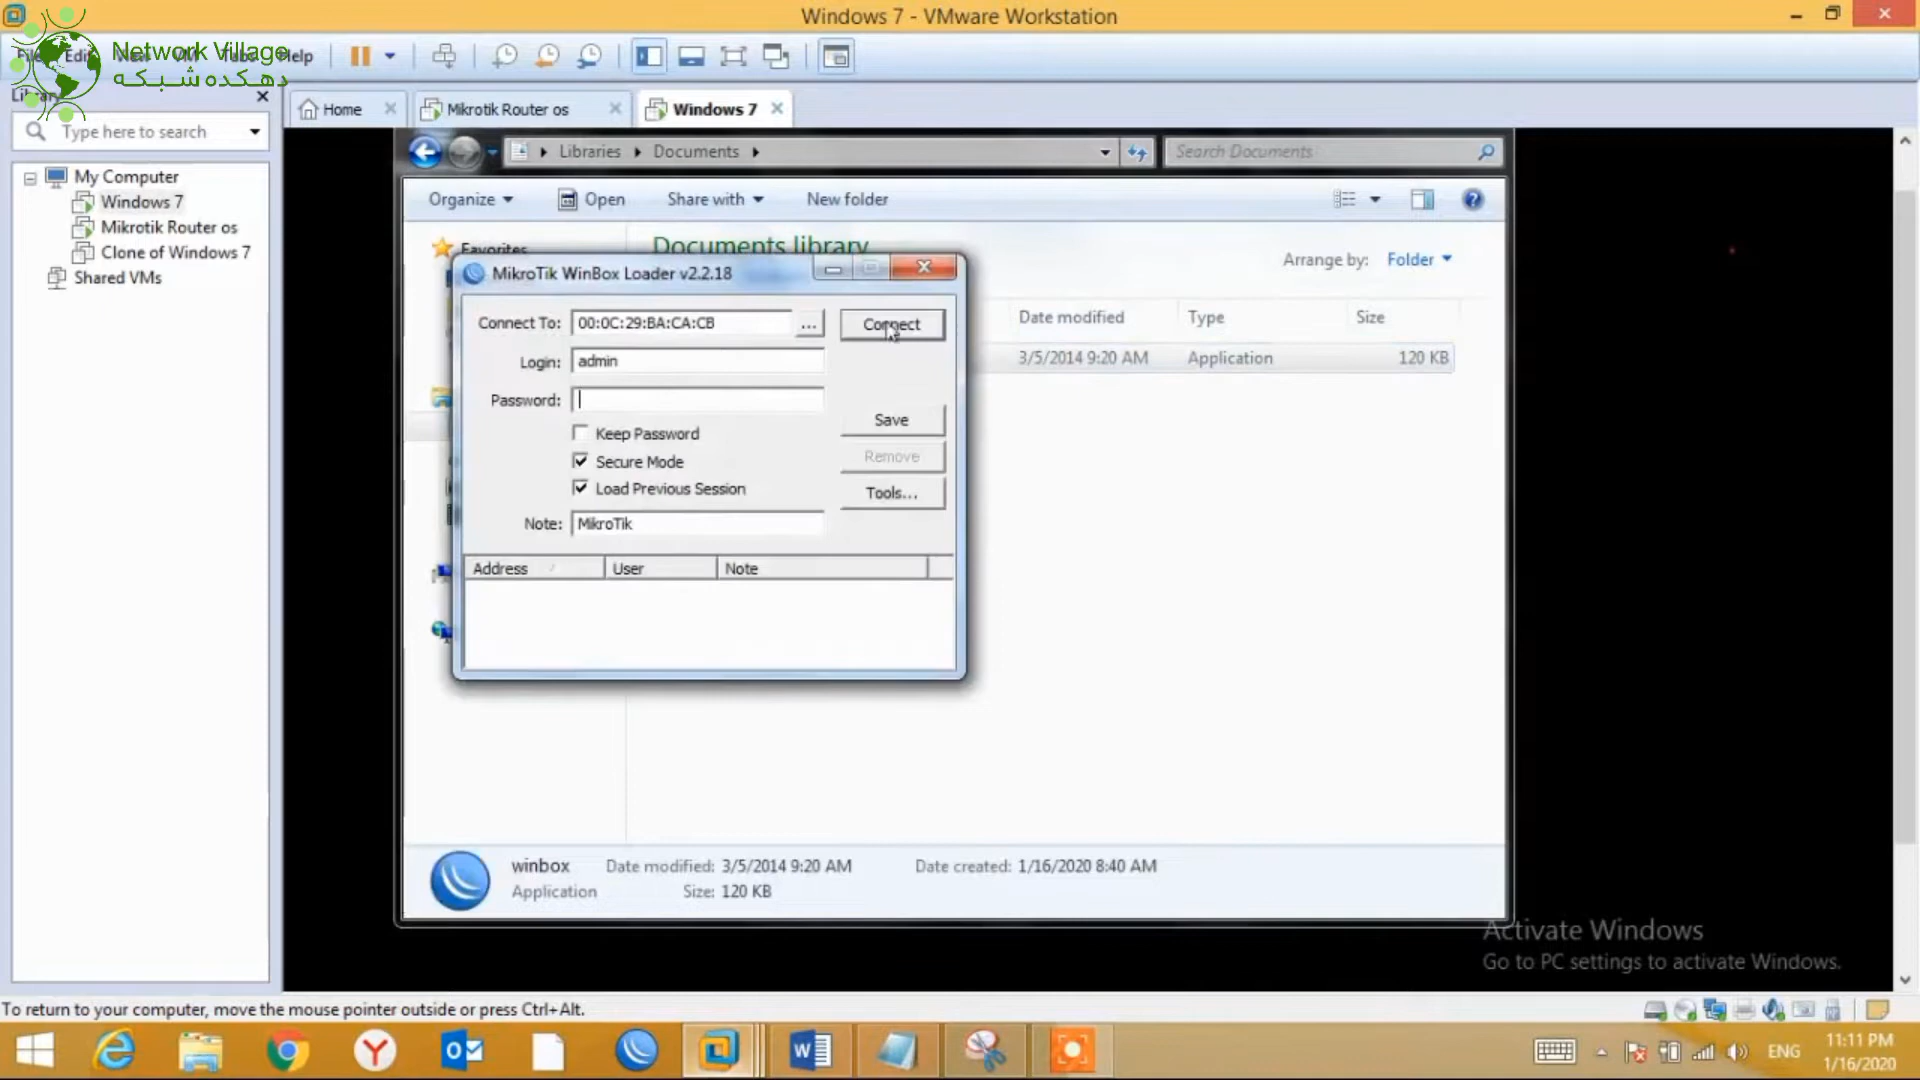 Windows 7 - VMware Workstation
Network Village
دهکده شبکه
File Edit View VM Tabs Help
Library
Type here to search
My Computer
Windows 7
Mikrotik Router os
Clone of Windows 7
Shared VMs
Home
Mikrotik Router os
Windows 7
Libraries
Documents
Search Documents
Organize
Open
Share with
New folder
Favorites
Documents library
Arrange by: Folder
Date modified
Type
Size
3/5/2014 9:20 AM
Application
120 KB
MikroTik WinBox Loader v2.2.18
Connect To: 00:0C:29:BA:CA:CB
...
Connect
Login: admin
Password:
Keep Password
Save
Secure Mode
Remove
Load Previous Session
Tools...
Note: MikroTik
Address
User
Note
winbox
Date modified: 3/5/2014 9:20 AM
Date created: 1/16/2020 8:40 AM
Application
Size: 120 KB
Activate Windows
Go to PC settings to activate Windows.
To return to your computer, move the mouse pointer outside or press Ctrl+Alt.
ENG
11:11 PM
1/16/2020